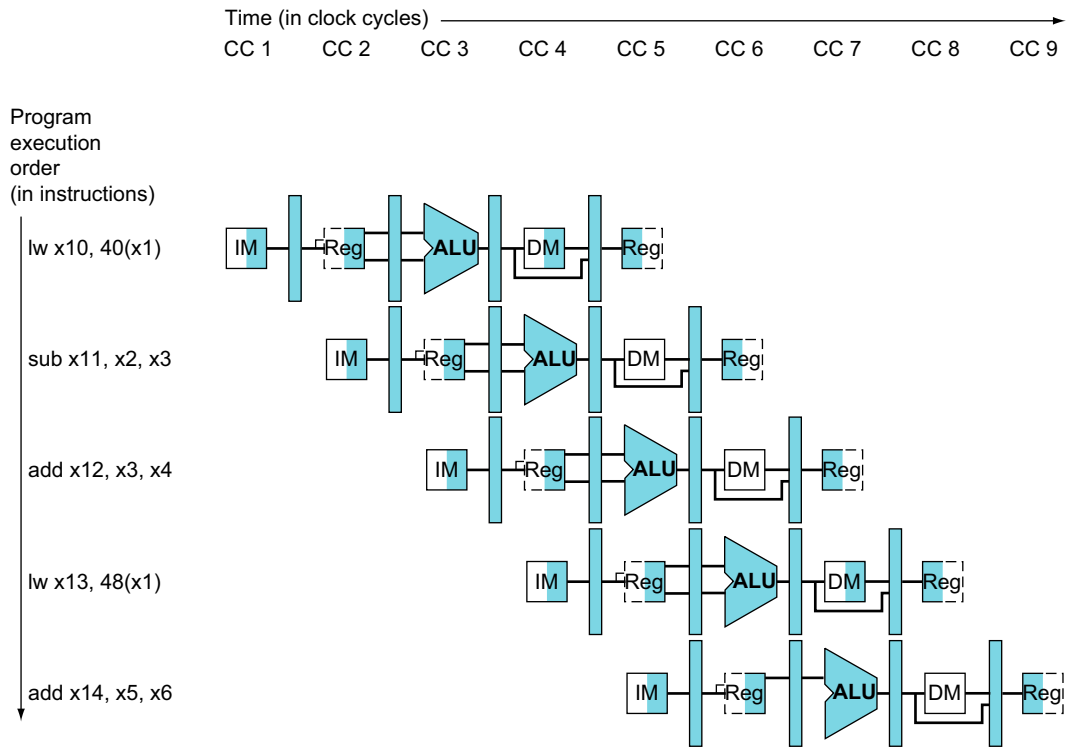 Time (in clock cycles)
CC 1 CC 2 CC 3 CC 4 CC 5 CC 6 CC 7 CC 8 CC 9
Program
execution
order
(in instructions)
lw x10, 40(x1) IM Reg ALU DM Reg
sub x11, x2, x3 IM Reg ALU DM Reg
add x12, x3, x4 IM Reg ALU DM Reg
lw x13, 48(x1) IM Reg ALU DM Reg
add x14, x5, x6 IM Reg ALU DM Reg